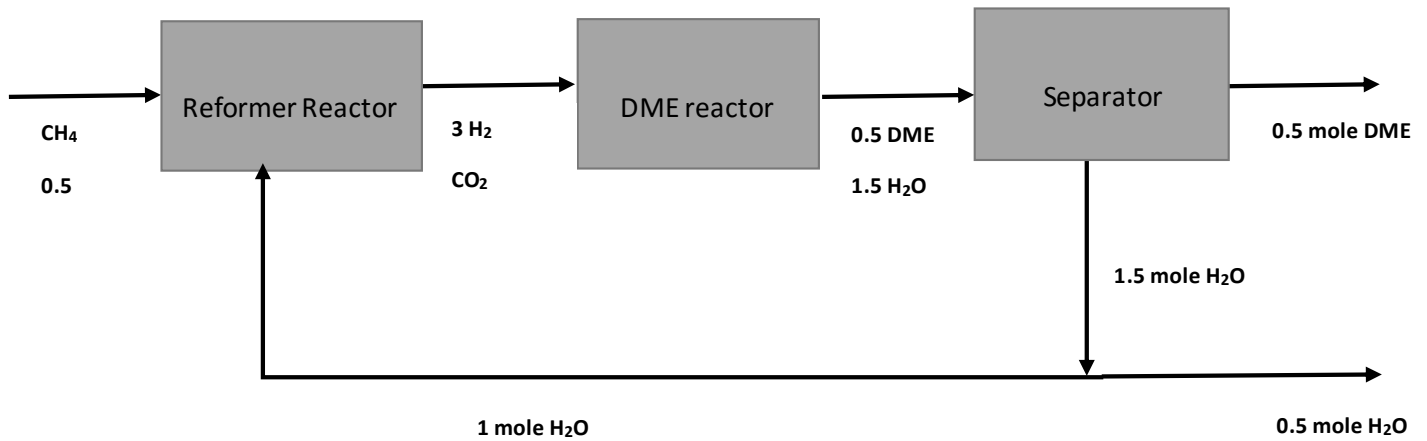 Reformer Reactor
DME reactor
Separator
CH₄
0.5
3 H₂
CO₂
0.5 DME
1.5 H₂O
0.5 mole DME
1.5 mole H₂O
1 mole H₂O
0.5 mole H₂O